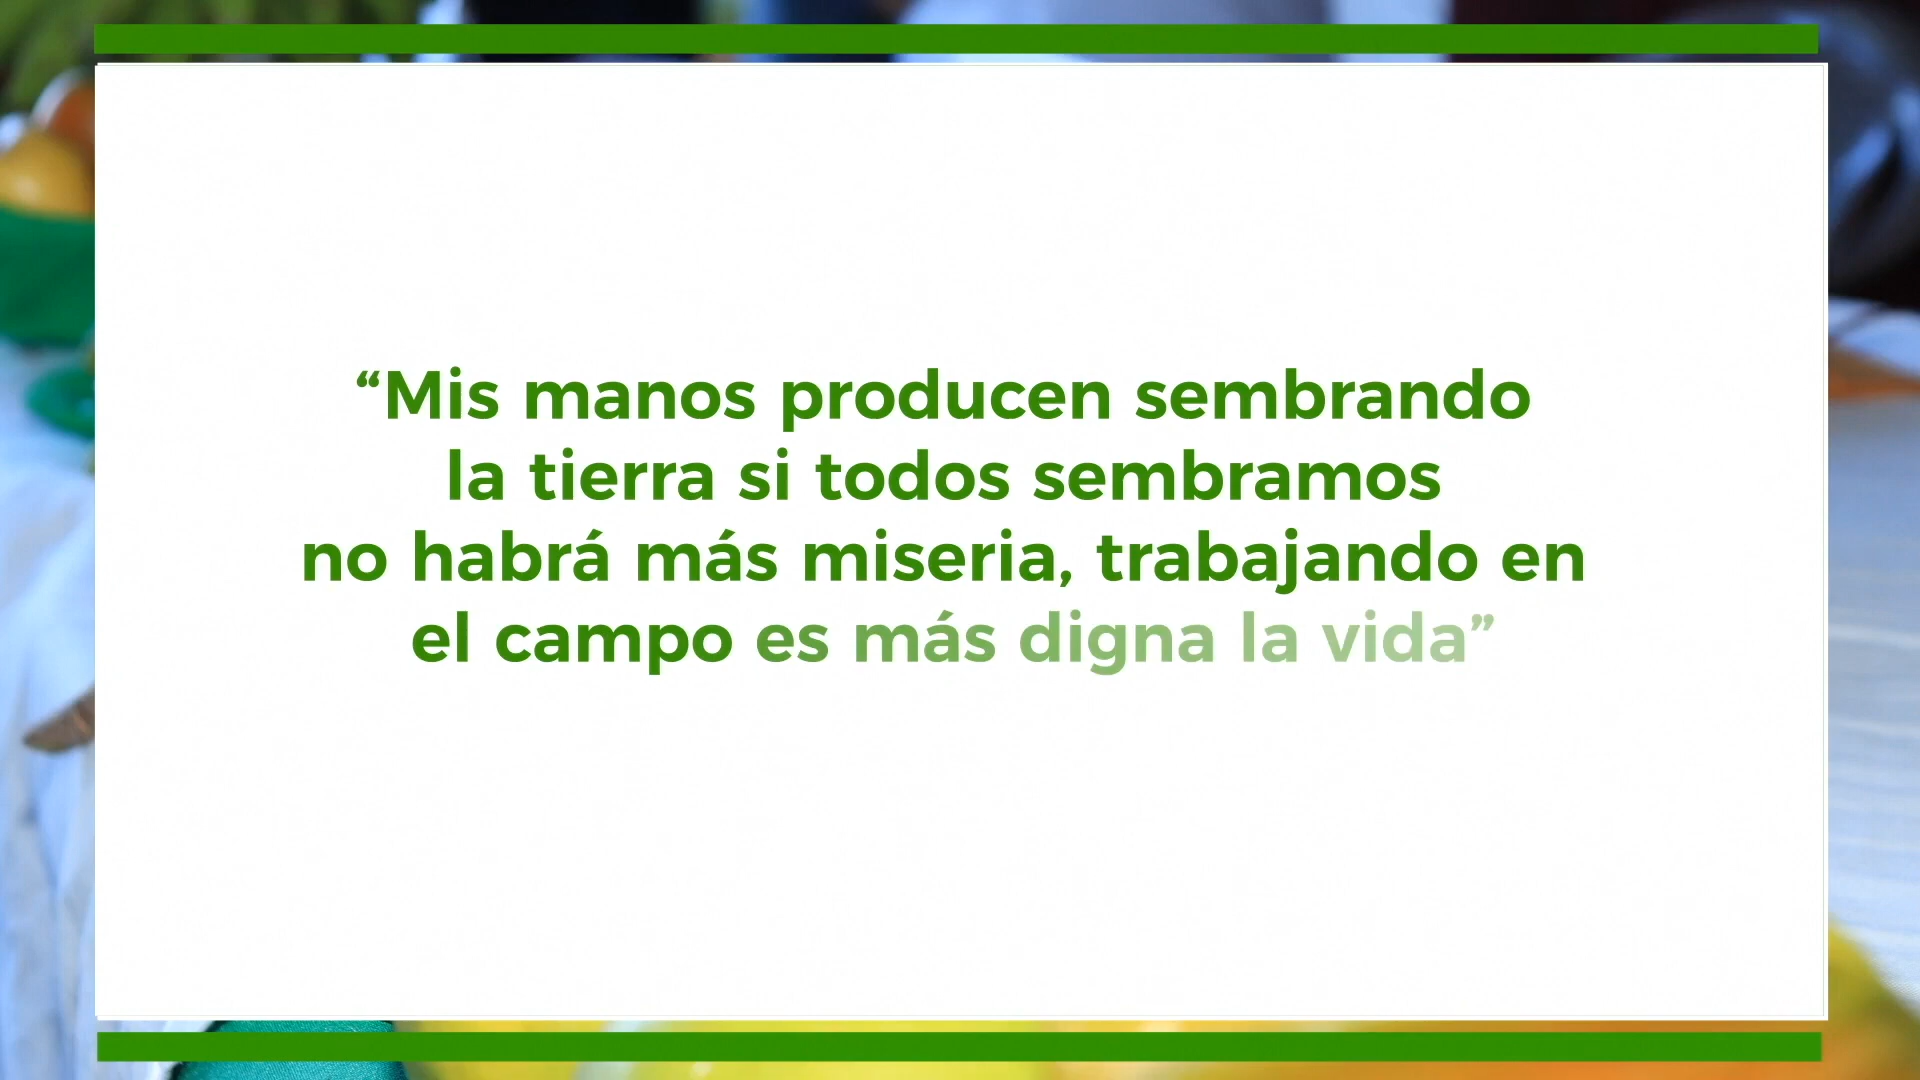 “Mis manos producen sembrando
la tierra si todos sembramos
no habrá más miseria, trabajando en
el campo es más digna la vida”